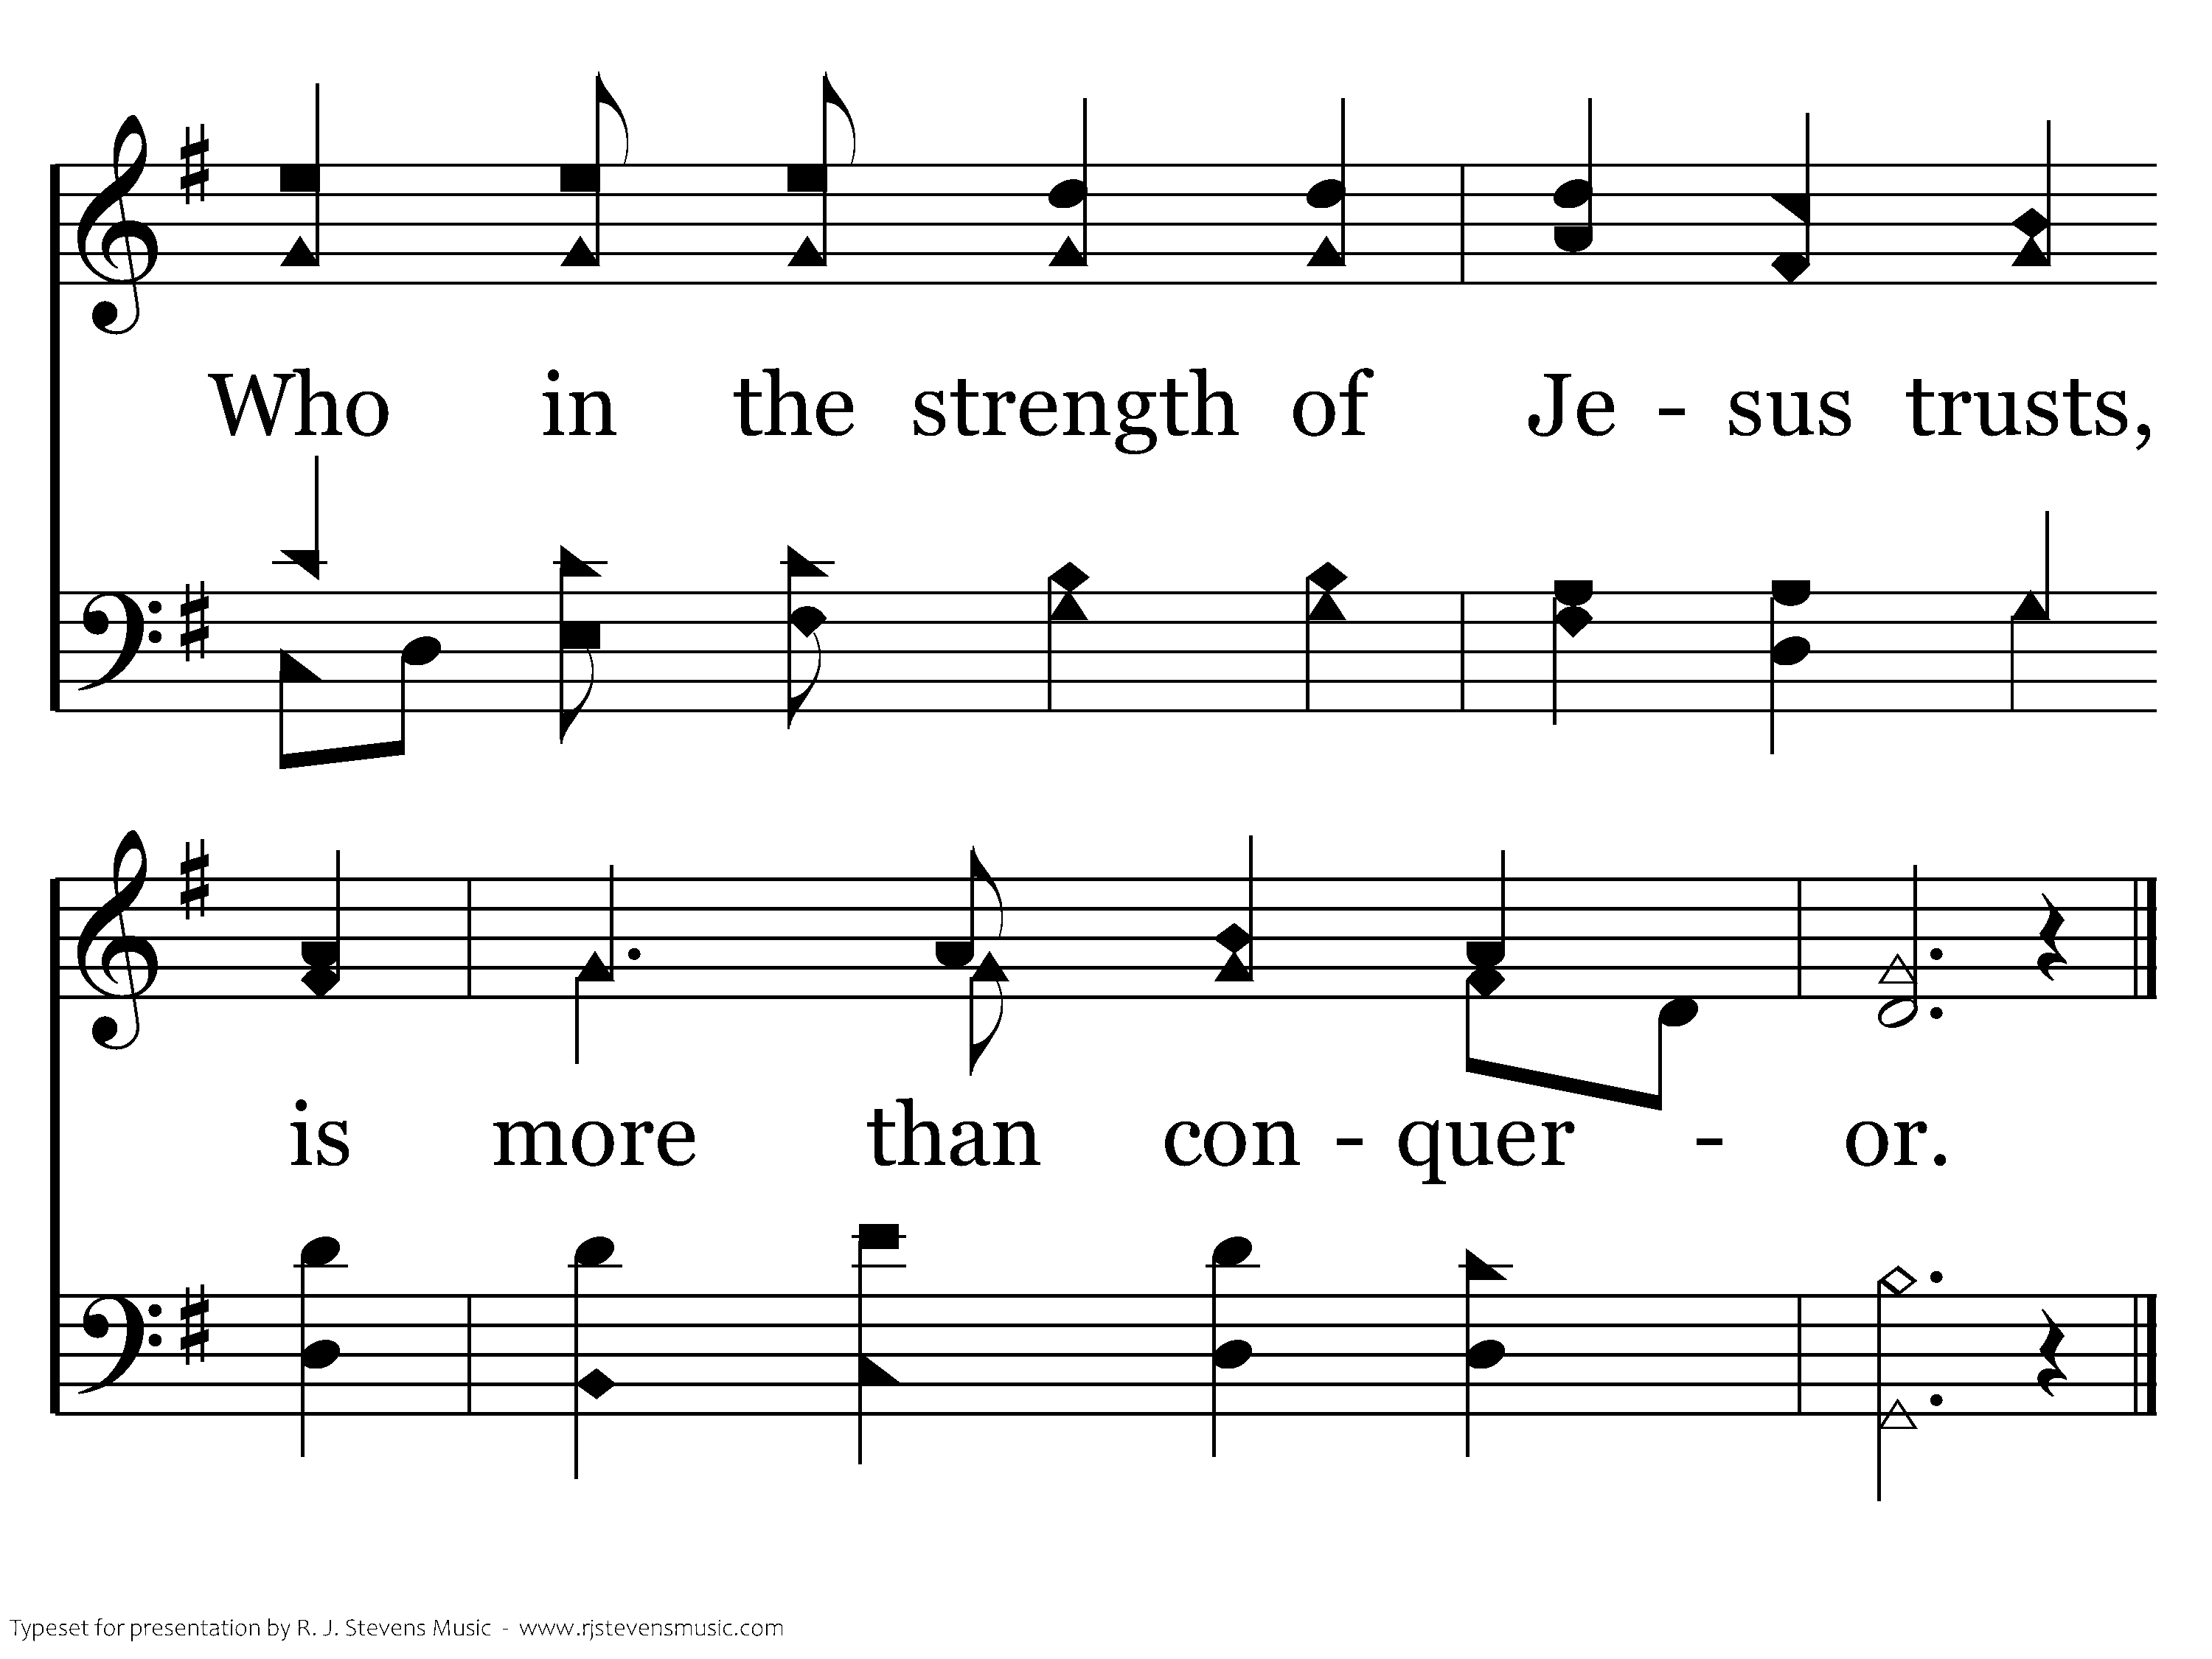 Who in the strength of Je - sus trusts,
is more than con - quer - or.
Typeset for presentation by R. J. Stevens Music - www.rjstevensmusic.com